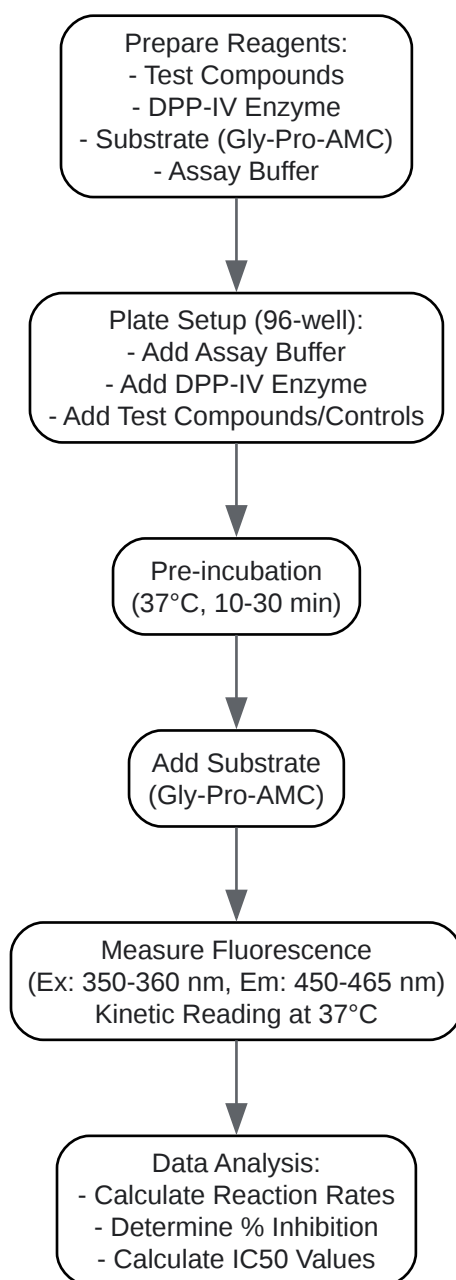 Prepare Reagents:
- Test Compounds
- DPP-IV Enzyme
- Substrate (Gly-Pro-AMC)
- Assay Buffer
Plate Setup (96-well):
- Add Assay Buffer
- Add DPP-IV Enzyme
- Add Test Compounds/Controls
Pre-incubation
(37°C, 10-30 min)
Add Substrate
(Gly-Pro-AMC)
Measure Fluorescence
(Ex: 350-360 nm, Em: 450-465 nm)
Kinetic Reading at 37°C
Data Analysis:
- Calculate Reaction Rates
- Determine % Inhibition
- Calculate IC50 Values